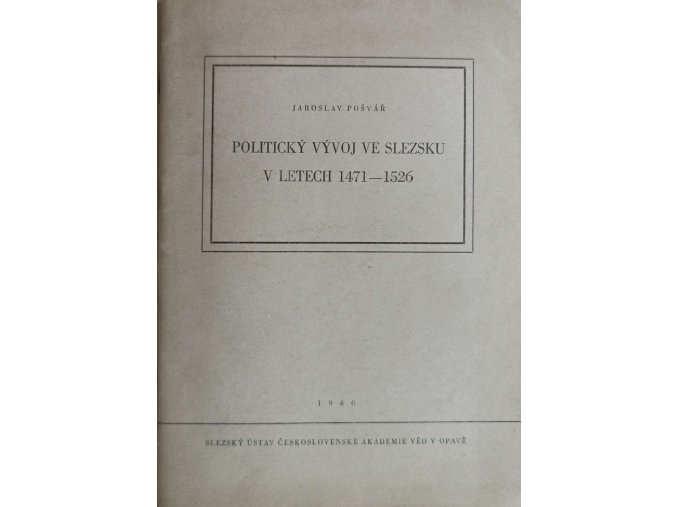 JAROSLAV POŠVÁŘ
POLITICKÝ VÝVOJ VE SLEZSKU
V LETECH 1471—1526
1960
SLEZSKÝ ÚSTAV ČESKOSLOVENSKÉ AKADEMIE VĚD V OPAVĚ